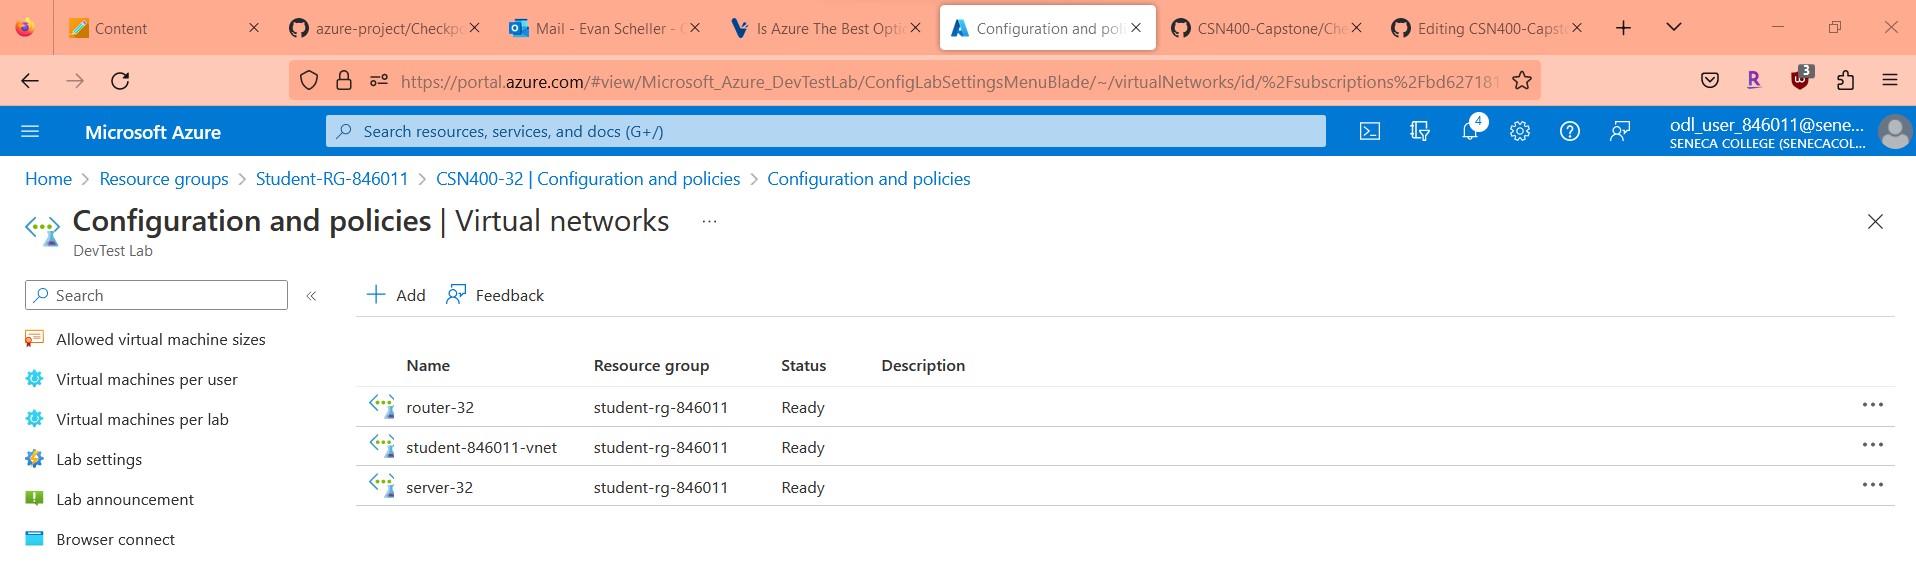 Content
azure-project/Checkp
Mail - Evan Scheller -
Is Azure The Best Opti
Configuration and poli
CSN400-Capstone/Che
Editing CSN400-Capst
https://portal.azure.com/#view/Microsoft_Azure_DevTestLab/ConfigLabSettingsMenuBlade/~/virtualNetworks/id/%2Fsubscriptions%2Fbd627181
R
3
Microsoft Azure
Search resources, services, and docs (G+/)
4
odl_user_846011@sene...
SENECA COLLEGE (SENECACOL...
Home > Resource groups > Student-RG-846011 > CSN400-32 | Configuration and policies > Configuration and policies
Configuration and policies | Virtual networks ...
DevTest Lab
Search «
Add Feedback
Allowed virtual machine sizes
Virtual machines per user
Virtual machines per lab
Lab settings
Lab announcement
Browser connect
Name Resource group Status Description
router-32 student-rg-846011 Ready ...
student-846011-vnet student-rg-846011 Ready ...
server-32 student-rg-846011 Ready ...